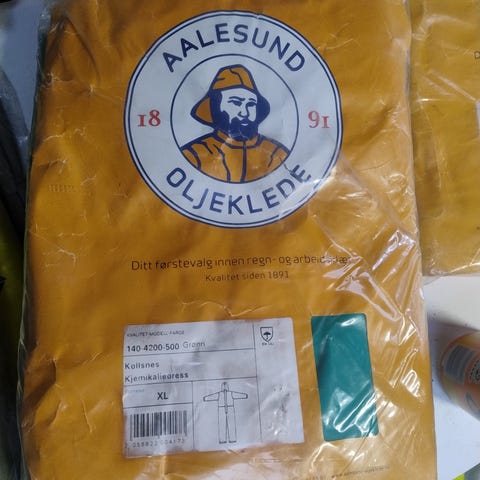 AALESUND
18 91
OLJEKLEDE
Ditt førstevalg innen regn- og
Kvalitet siden 1891
KVALITET-MODELL-FARGE
140-4200-500 Grønn
Kollsnes
Kjemikaliedress
XL